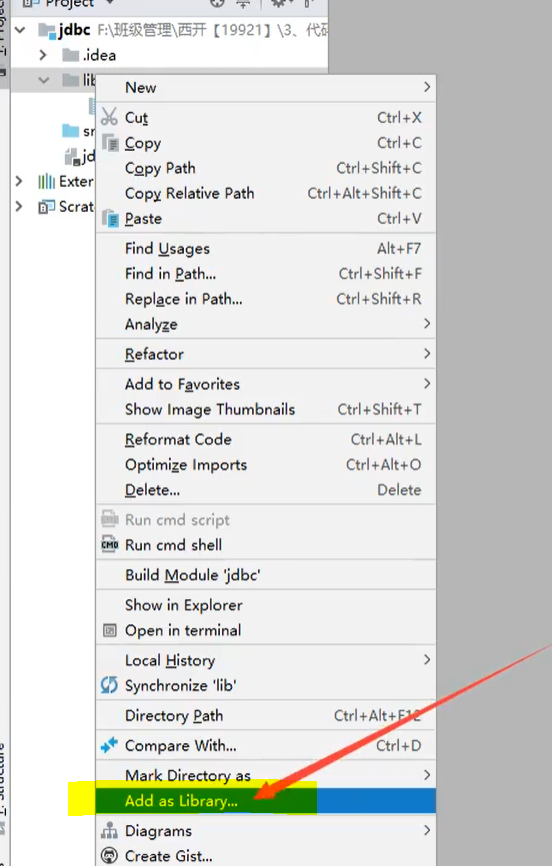 Project
jdbc F:\班级管理\西开【19921】\3、代码
.idea
lib
New
Cut Ctrl+X
Copy Ctrl+C
Copy Path Ctrl+Shift+C
Copy Relative Path Ctrl+Alt+Shift+C
Paste Ctrl+V
Find Usages Alt+F7
Find in Path... Ctrl+Shift+F
Replace in Path... Ctrl+Shift+R
Analyze
Refactor
Add to Favorites
Show Image Thumbnails Ctrl+Shift+T
Reformat Code Ctrl+Alt+L
Optimize Imports Ctrl+Alt+O
Delete... Delete
Run cmd script
Run cmd shell
Build Module 'jdbc'
Show in Explorer
Open in terminal
Local History
Synchronize 'lib'
Directory Path Ctrl+Alt+F12
Compare With... Ctrl+D
Mark Directory as
Add as Library...
Diagrams
Create Gist...
sr
jd
Exter
Scrat
Structure